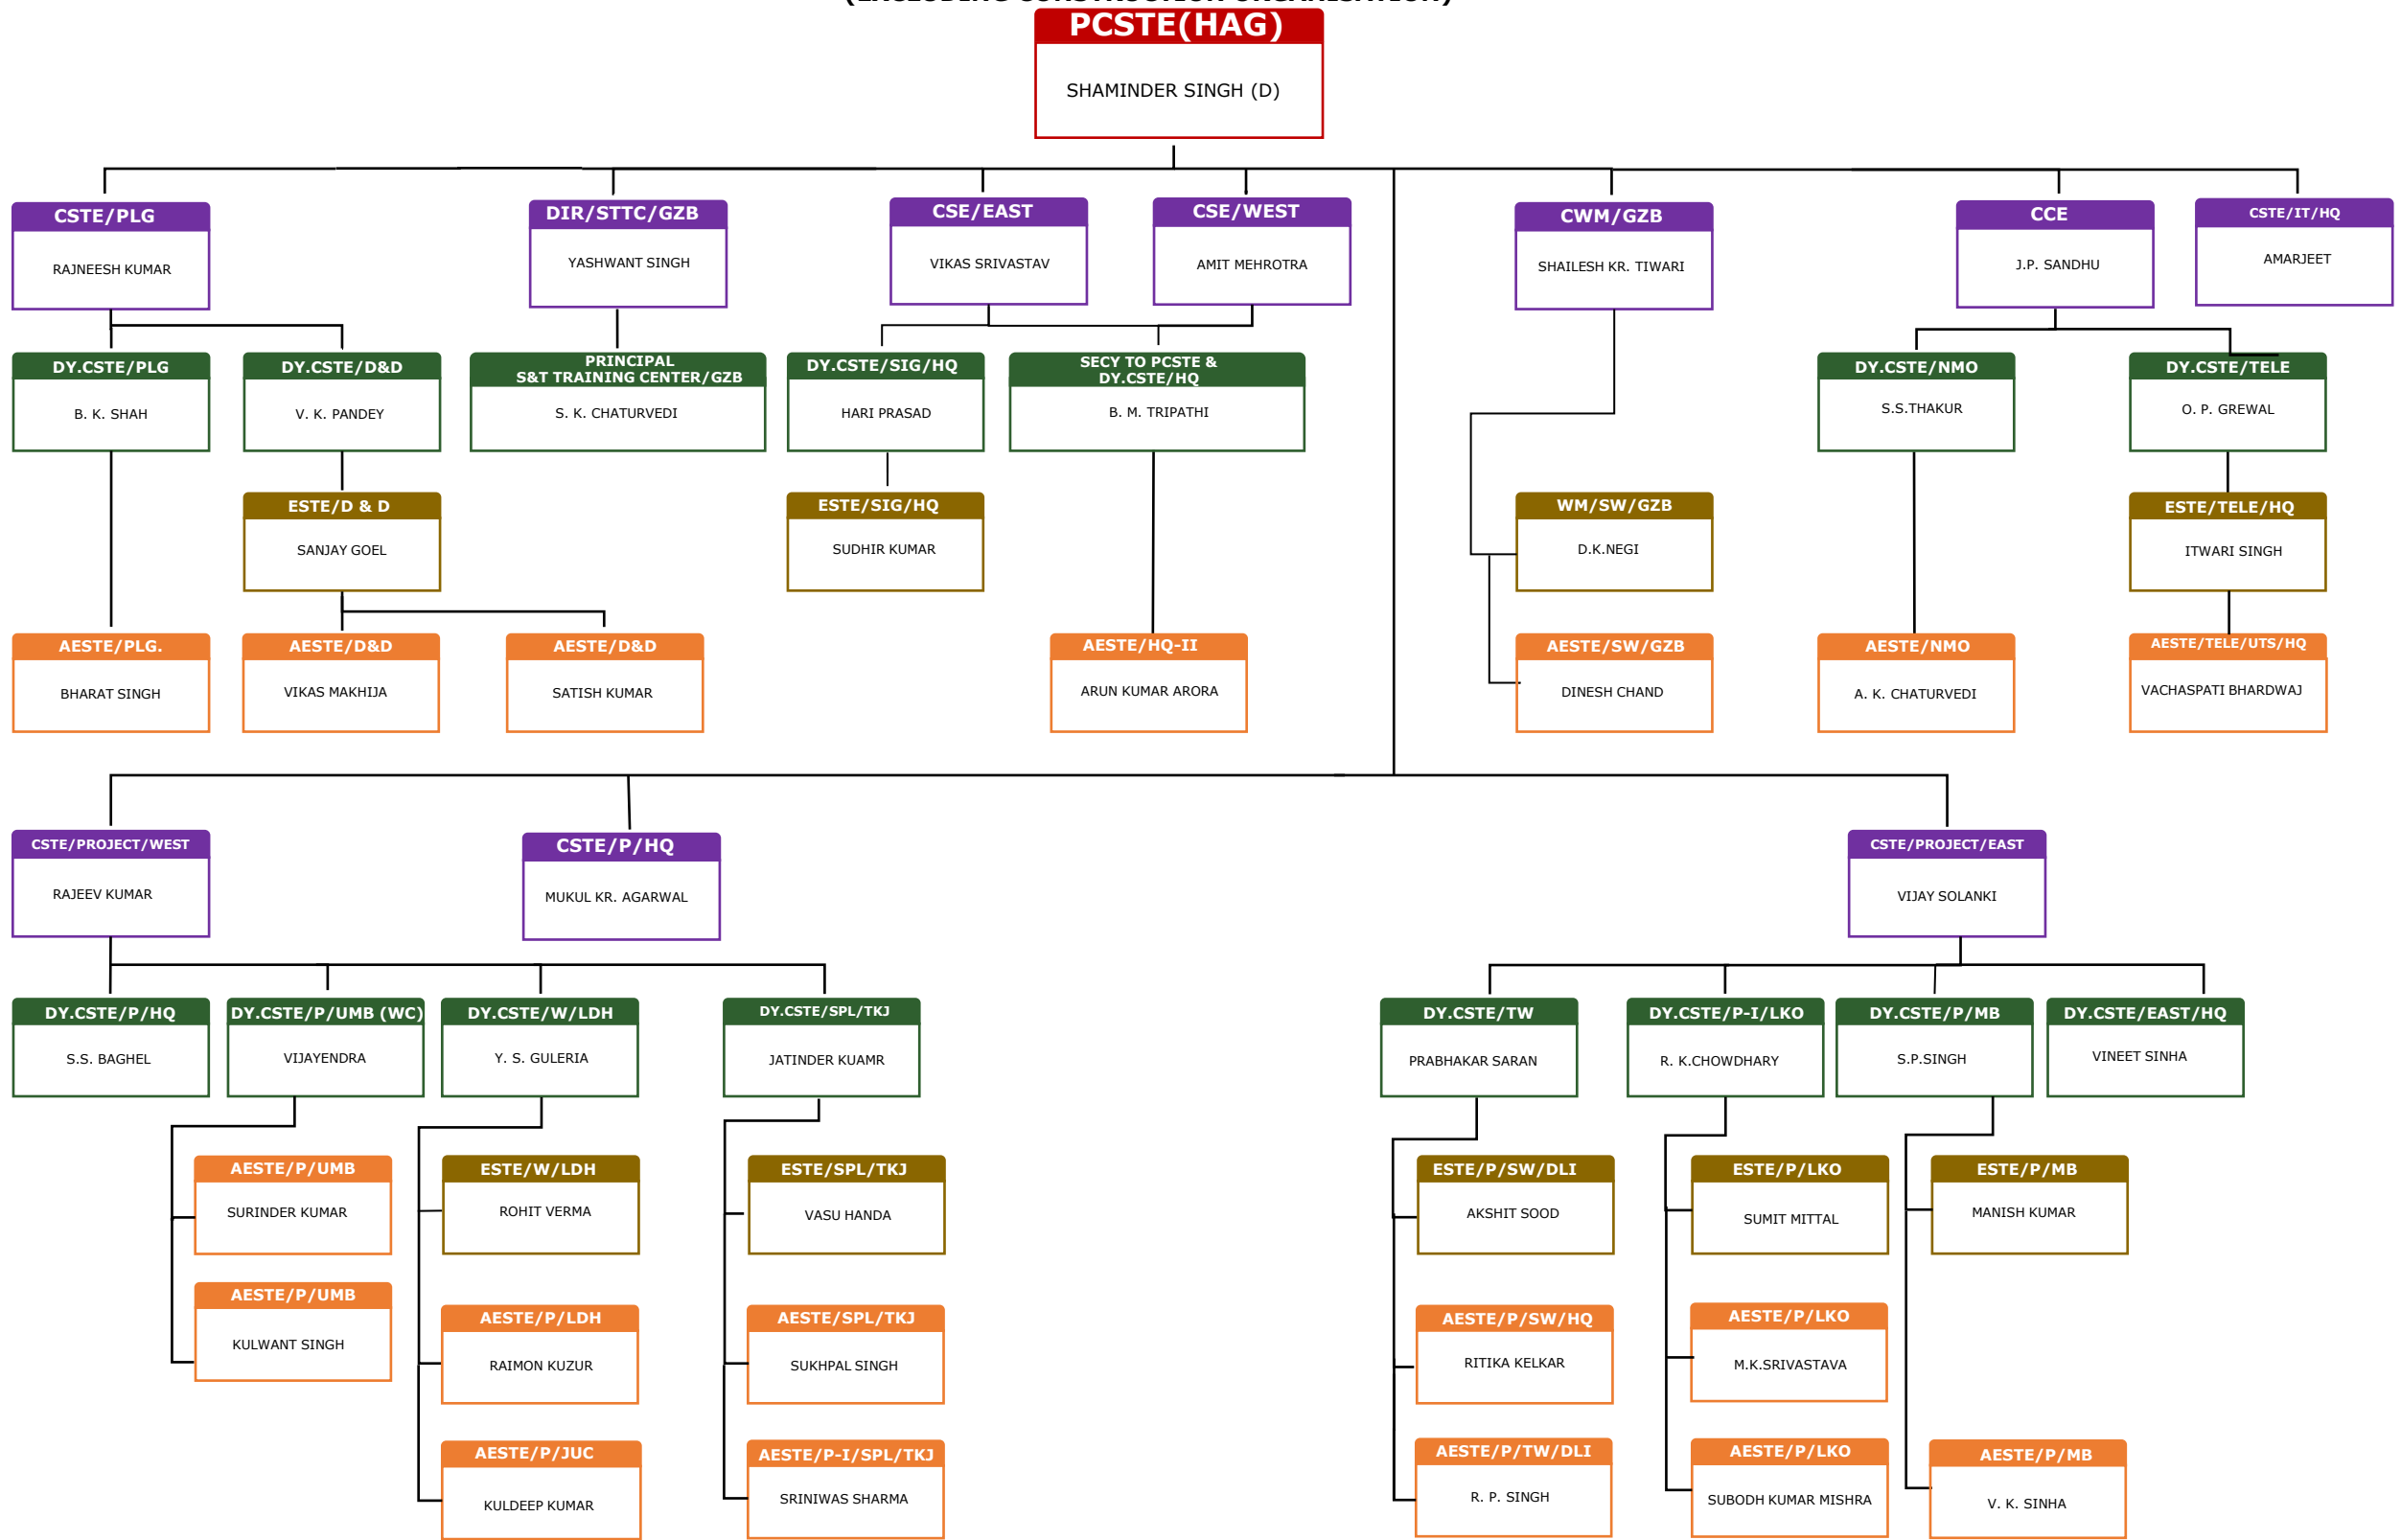 (EXCLUDING CONSTRUCTION ORGANISATION)
PCSTE(HAG)
SHAMINDER SINGH (D)
CSTE/PLG
RAJNEESH KUMAR
DIR/STTC/GZB
YASHWANT SINGH
CSE/EAST
VIKAS SRIVASTAV
CSE/WEST
AMIT MEHROTRA
CWM/GZB
SHAILESH KR. TIWARI
CCE
J.P. SANDHU
CSTE/IT/HQ
AMARJEET
DY.CSTE/PLG
B. K. SHAH
DY.CSTE/D&D
V. K. PANDEY
PRINCIPAL
S&T TRAINING CENTER/GZB
S. K. CHATURVEDI
DY.CSTE/SIG/HQ
HARI PRASAD
SECY TO PCSTE &
DY.CSTE/HQ
B. M. TRIPATHI
DY.CSTE/NMO
S.S.THAKUR
DY.CSTE/TELE
O. P. GREWAL
ESTE/D & D
SANJAY GOEL
ESTE/SIG/HQ
SUDHIR KUMAR
WM/SW/GZB
D.K.NEGI
ESTE/TELE/HQ
ITWARI SINGH
AESTE/PLG.
BHARAT SINGH
AESTE/D&D
VIKAS MAKHIJA
AESTE/D&D
SATISH KUMAR
AESTE/HQ-II
ARUN KUMAR ARORA
AESTE/SW/GZB
DINESH CHAND
AESTE/NMO
A. K. CHATURVEDI
AESTE/TELE/UTS/HQ
VACHASPATI BHARDWAJ
CSTE/PROJECT/WEST
RAJEEV KUMAR
CSTE/P/HQ
MUKUL KR. AGARWAL
CSTE/PROJECT/EAST
VIJAY SOLANKI
DY.CSTE/P/HQ
S.S. BAGHEL
DY.CSTE/P/UMB (WC)
VIJAYENDRA
DY.CSTE/W/LDH
Y. S. GULERIA
DY.CSTE/SPL/TKJ
JATINDER KUAMR
DY.CSTE/TW
PRABHAKAR SARAN
DY.CSTE/P-I/LKO
R. K.CHOWDHARY
DY.CSTE/P/MB
S.P.SINGH
DY.CSTE/EAST/HQ
VINEET SINHA
AESTE/P/UMB
SURINDER KUMAR
ESTE/W/LDH
ROHIT VERMA
ESTE/SPL/TKJ
VASU HANDA
ESTE/P/SW/DLI
AKSHIT SOOD
ESTE/P/LKO
SUMIT MITTAL
ESTE/P/MB
MANISH KUMAR
AESTE/P/UMB
KULWANT SINGH
AESTE/P/LDH
RAIMON KUZUR
AESTE/SPL/TKJ
SUKHPAL SINGH
AESTE/P/SW/HQ
RITIKA KELKAR
AESTE/P/LKO
M.K.SRIVASTAVA
AESTE/P/JUC
KULDEEP KUMAR
AESTE/P-I/SPL/TKJ
SRINIWAS SHARMA
AESTE/P/TW/DLI
R. P. SINGH
AESTE/P/LKO
SUBODH KUMAR MISHRA
AESTE/P/MB
V. K. SINHA